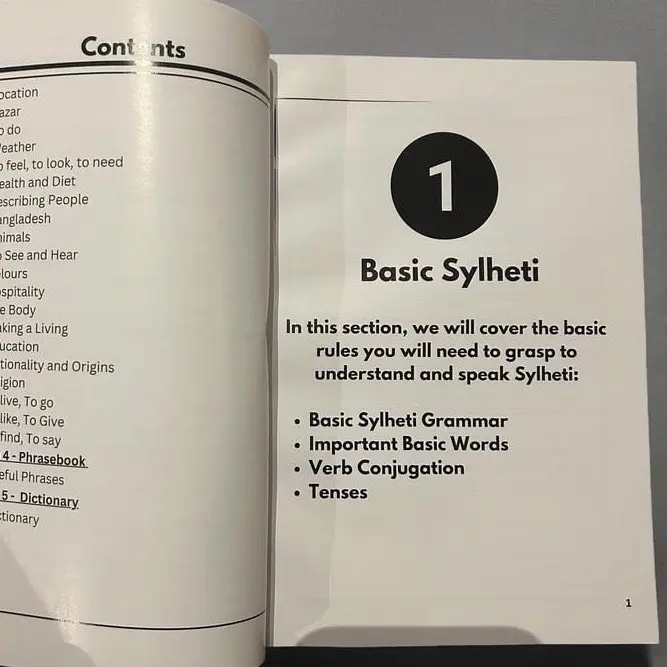 Contents
ocation
azar
o do
eather
o feel, to look, to need
ealth and Diet
escribing People
angladesh
nimals
o See and Hear
lours
spitality
e Body
aking a Living
ucation
tionality and Origins
igion
live, To go
like, To Give
find, To say
4 - Phrasebook
eful Phrases
5 - Dictionary
ctionary
1
Basic Sylheti
In this section, we will cover the basic
rules you will need to grasp to
understand and speak Sylheti:
• Basic Sylheti Grammar
• Important Basic Words
• Verb Conjugation
• Tenses
1